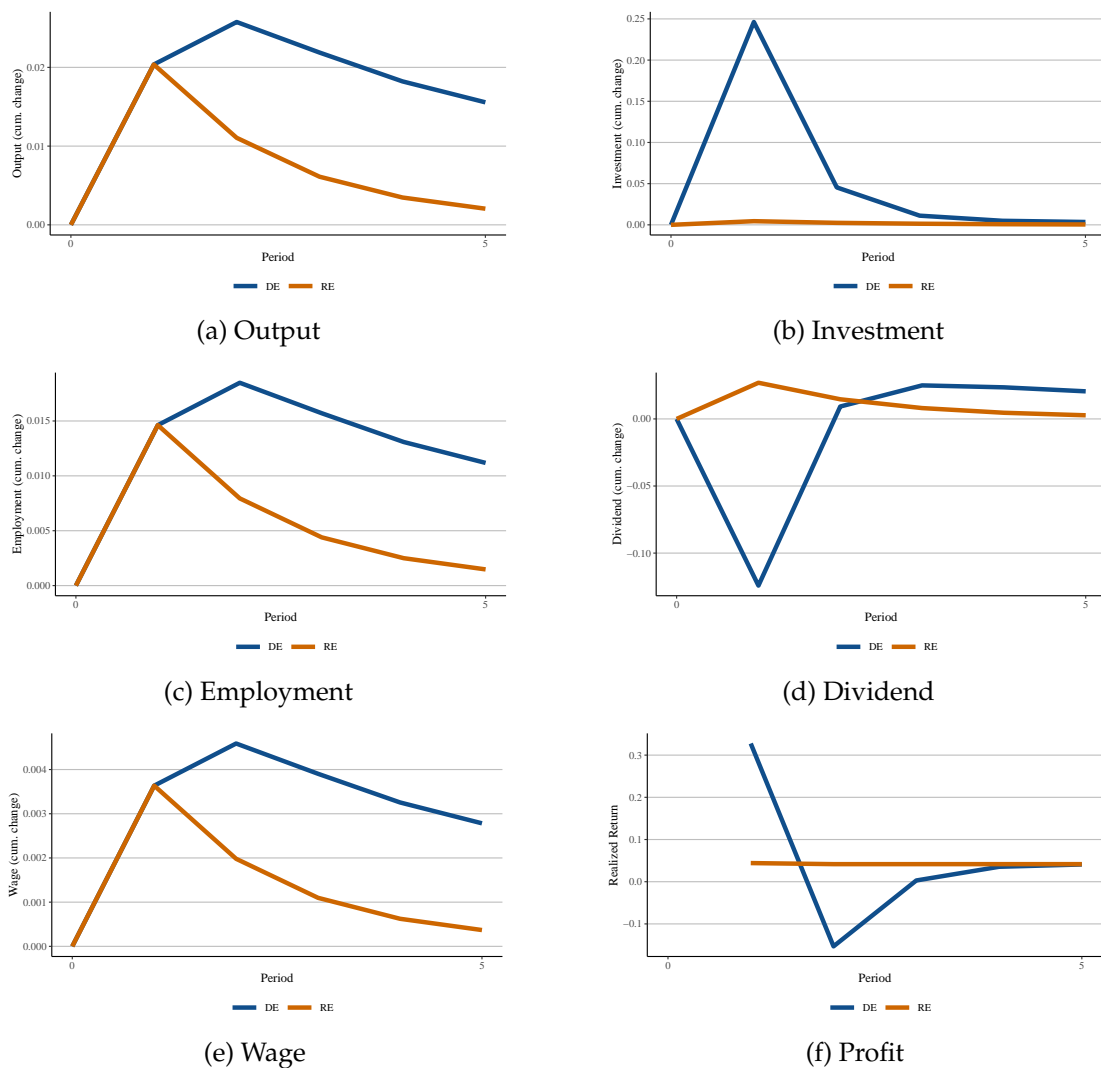 Output (cum. change)
0.02
0.01
0.00
0 5
Period
DE RE
(a) Output
Investment (cum. change)
0.25
0.20
0.15
0.10
0.05
0.00
0 5
Period
DE RE
(b) Investment
Employment (cum. change)
0.015
0.010
0.005
0.000
0 5
Period
DE RE
(c) Employment
Dividend (cum. change)
0.00
−0.05
−0.10
0 5
Period
DE RE
(d) Dividend
Wage (cum. change)
0.004
0.003
0.002
0.001
0.000
0 5
Period
DE RE
(e) Wage
Realized Return
0.3
0.2
0.1
0.0
−0.1
0 5
Period
DE RE
(f) Profit